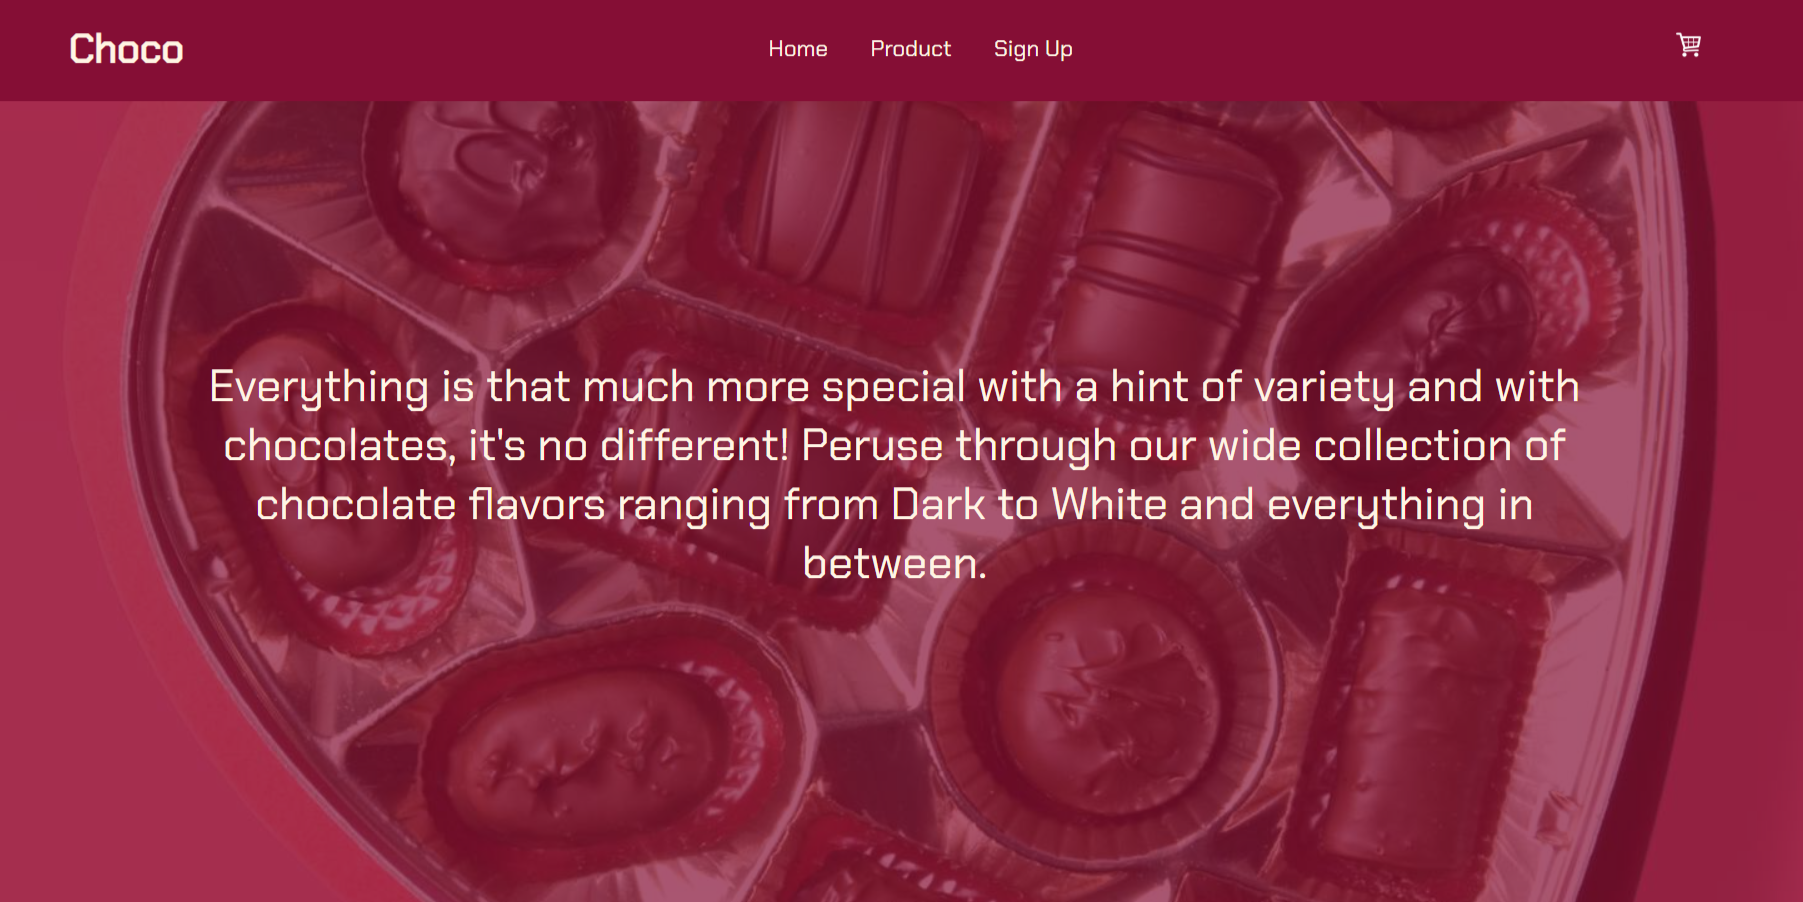 Choco
Home Product Sign Up
Everything is that much more special with a hint of variety and with
chocolates, it's no different! Peruse through our wide collection of
chocolate flavors ranging from Dark to White and everything in
between.